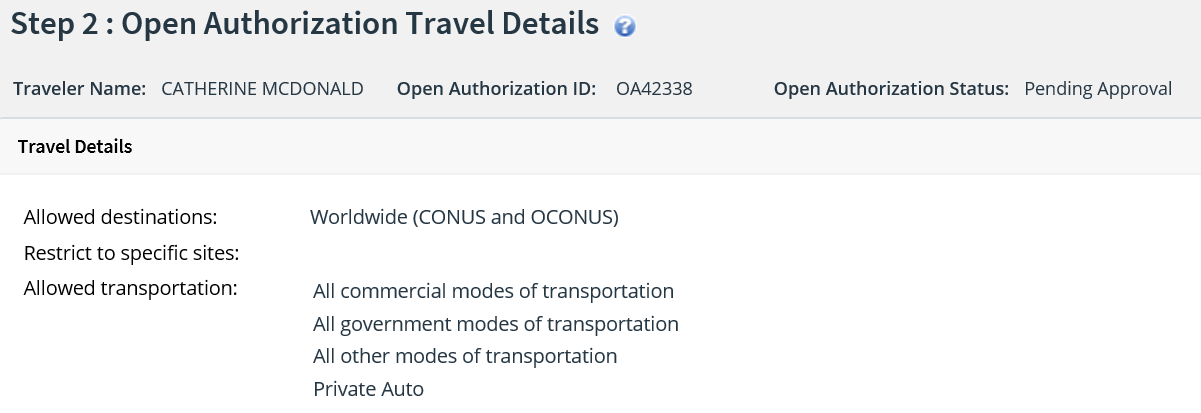 Step 2 : Open Authorization Travel Details ?
Traveler Name: CATHERINE MCDONALD Open Authorization ID: OA42338 Open Authorization Status: Pending Approval
Travel Details
Allowed destinations: Worldwide (CONUS and OCONUS)
Restrict to specific sites:
Allowed transportation: All commercial modes of transportation
All government modes of transportation
All other modes of transportation
Private Auto